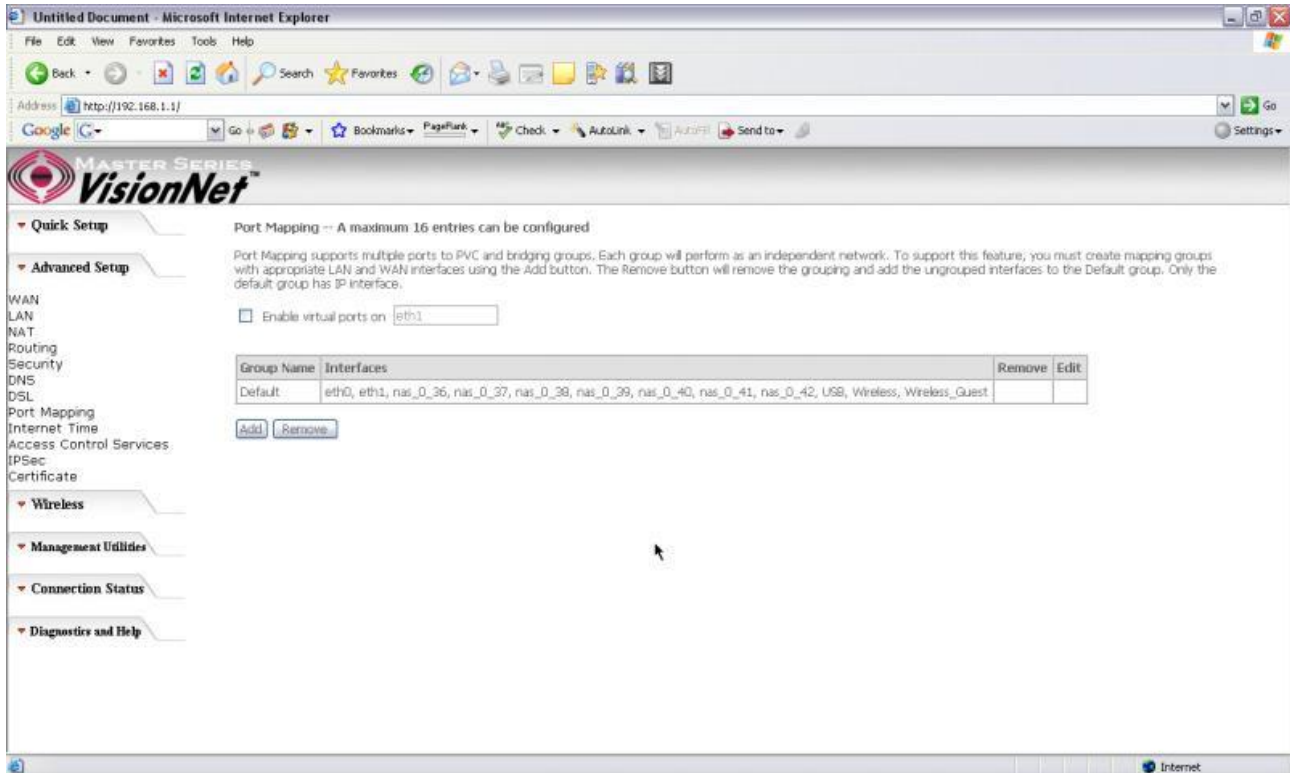 Untitled Document - Microsoft Internet Explorer
File Edit View Favorites Tools Help
Back Search Favorites
Address http://192.168.1.1/ Go
Google G Go Bookmarks PageRank Check AutoLink AutoFill Send to Settings
MASTER SERIES
VisionNet™
Quick Setup
Advanced Setup
WAN
LAN
NAT
Routing
Security
DNS
DSL
Port Mapping
Internet Time
Access Control Services
IPSec
Certificate
Wireless
Management Utilities
Connection Status
Diagnostics and Help
Port Mapping -- A maximum 16 entries can be configured
Port Mapping supports multiple ports to PVC and bridging groups. Each group will perform as an independent network. To support this feature, you must create mapping groups
with appropriate LAN and WAN interfaces using the Add button. The Remove button will remove the grouping and add the ungrouped interfaces to the Default group. Only the
default group has IP interface.
Enable virtual ports on eth1
Group Name Interfaces Remove Edit
Default eth0, eth1, nas_0_36, nas_0_37, nas_0_38, nas_0_39, nas_0_40, nas_0_41, nas_0_42, USB, Wireless, Wireless_Guest
Add Remove
Internet